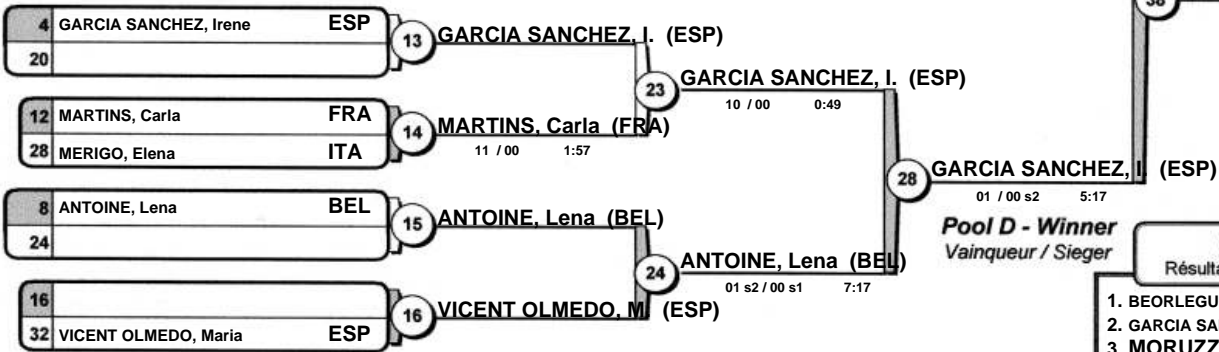 38
4 GARCIA SANCHEZ, Irene ESP
20
13 GARCIA SANCHEZ, I. (ESP)
12 MARTINS, Carla FRA
28 MERIGO, Elena ITA
14 MARTINS, Carla (FRA)
11 / 00 1:57
23 GARCIA SANCHEZ, I. (ESP)
10 / 00 0:49
8 ANTOINE, Lena BEL
24
15 ANTOINE, Lena (BEL)
16
32 VICENT OLMEDO, Maria ESP
16 VICENT OLMEDO, M. (ESP)
24 ANTOINE, Lena (BEL)
01 s2 / 00 s1 7:17
28 GARCIA SANCHEZ, I. (ESP)
01 / 00 s2 5:17
Pool D - Winner
Vainqueur / Sieger
Résulta
1. BEORLEGU
2. GARCIA SA
3. MORUZZ